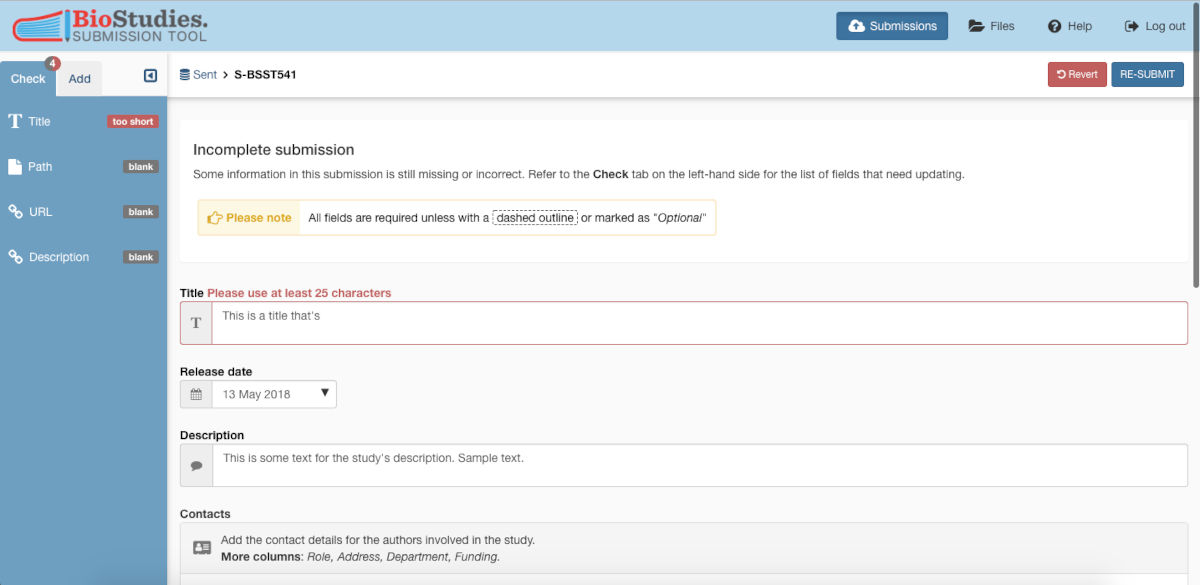 BioStudies.
SUBMISSION TOOL
Submissions
Files
Help
Log out
Check
4
Add
Sent > S-BSST541
Revert
RE-SUBMIT
Title
too short
Path
blank
URL
blank
Description
blank
Incomplete submission
Some information in this submission is still missing or incorrect. Refer to the Check tab on the left-hand side for the list of fields that need updating.
Please note
All fields are required unless with a dashed outline or marked as "Optional"
Title Please use at least 25 characters
T
This is a title that's
Release date
13 May 2018
Description
This is some text for the study's description. Sample text.
Contacts
Add the contact details for the authors involved in the study.
More columns: Role, Address, Department, Funding.